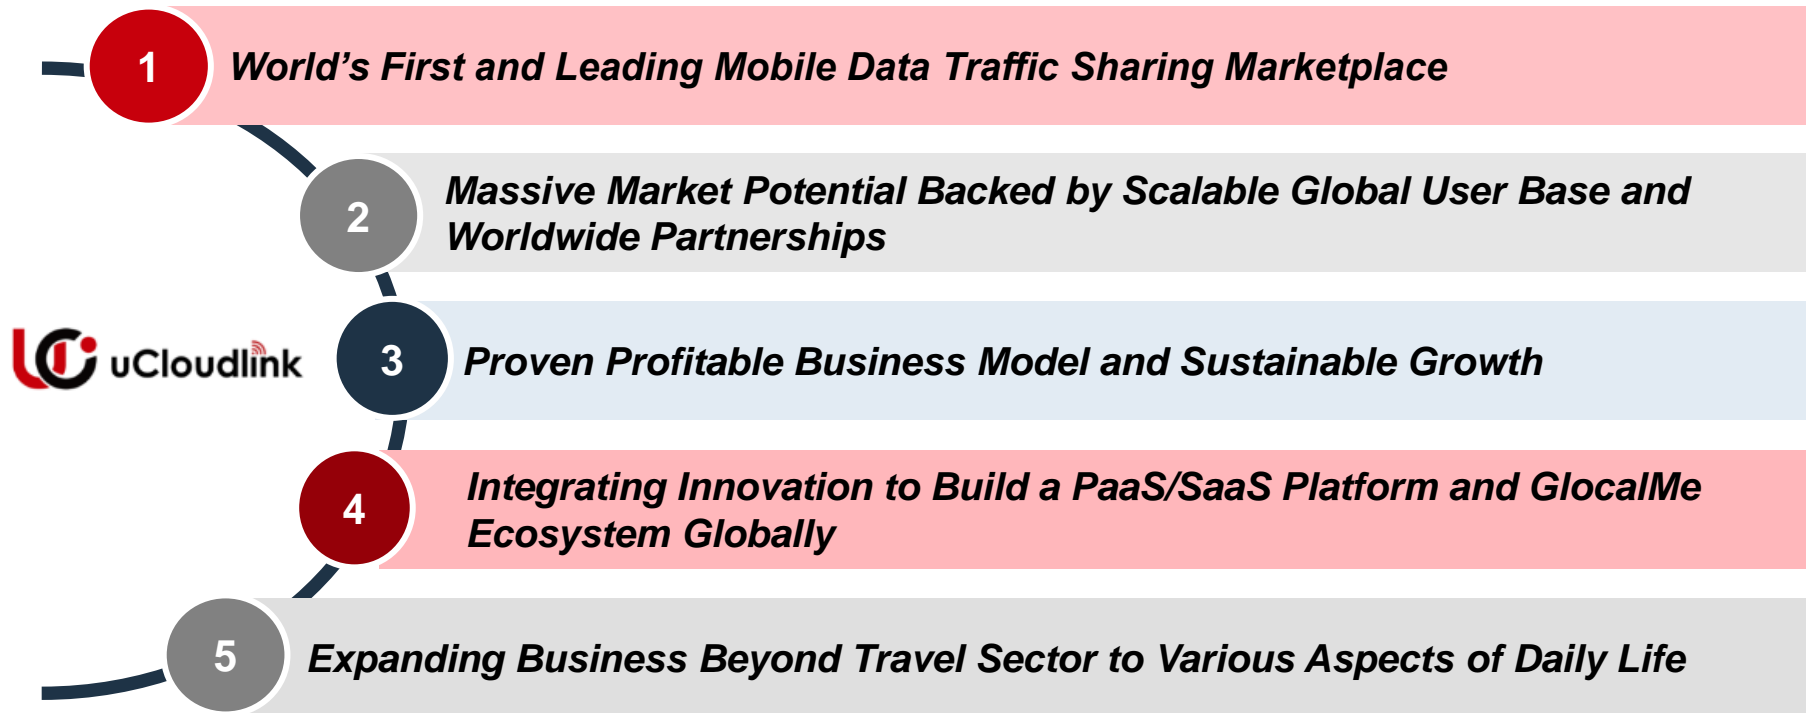 1
World's First and Leading Mobile Data Traffic Sharing Marketplace
2
Massive Market Potential Backed by Scalable Global User Base and
Worldwide Partnerships
uCloudlink
3
Proven Profitable Business Model and Sustainable Growth
4
Integrating Innovation to Build a PaaS/SaaS Platform and GlocalMe
Ecosystem Globally
5
Expanding Business Beyond Travel Sector to Various Aspects of Daily Life